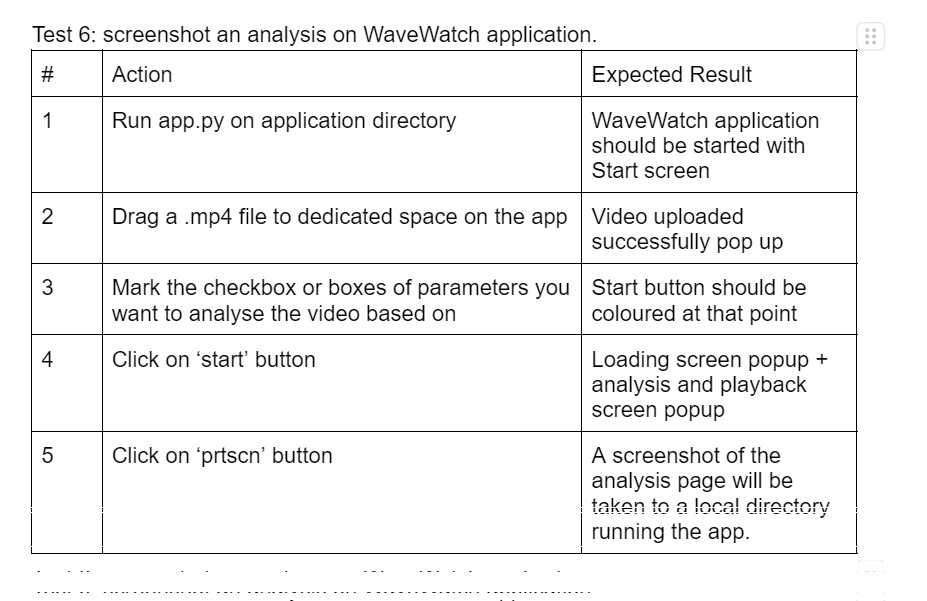 Test 6: screenshot an analysis on WaveWatch application.
# Action Expected Result
1 Run app.py on application directory WaveWatch application
should be started with
Start screen
2 Drag a .mp4 file to dedicated space on the app Video uploaded
successfully pop up
3 Mark the checkbox or boxes of parameters you Start button should be
want to analyse the video based on coloured at that point
4 Click on ‘start’ button Loading screen popup +
analysis and playback
screen popup
5 Click on ‘prtscn’ button A screenshot of the
analysis page will be
taken to a local directory
running the app.